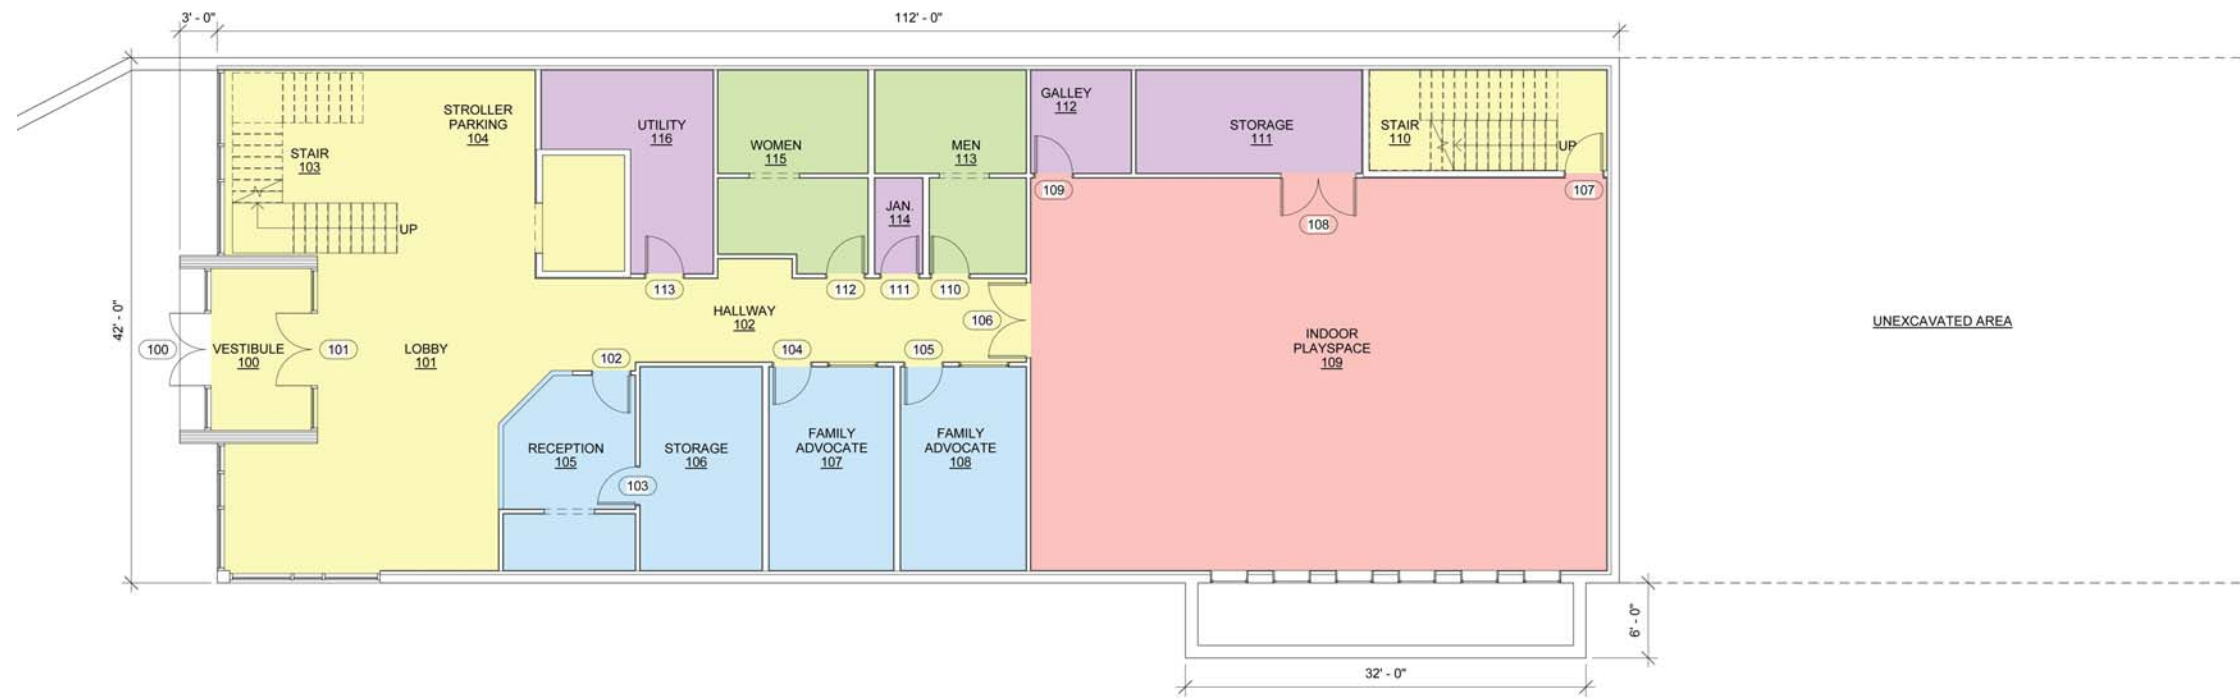 3' - 0"
112' - 0"
STROLLER
PARKING
104
STAIR
103
UP
UTILITY
116
WOMEN
115
MEN
113
JAN.
114
GALLEY
112
STORAGE
111
STAIR
110
UP
109
108
107
113
112
111
110
HALLWAY
102
106
42' - 0"
100
VESTIBULE
100
101
LOBBY
101
102
104
105
INDOOR
PLAYSPACE
109
UNEXCAVATED AREA
RECEPTION
105
103
STORAGE
106
FAMILY
ADVOCATE
107
FAMILY
ADVOCATE
108
6' - 0"
32' - 0"